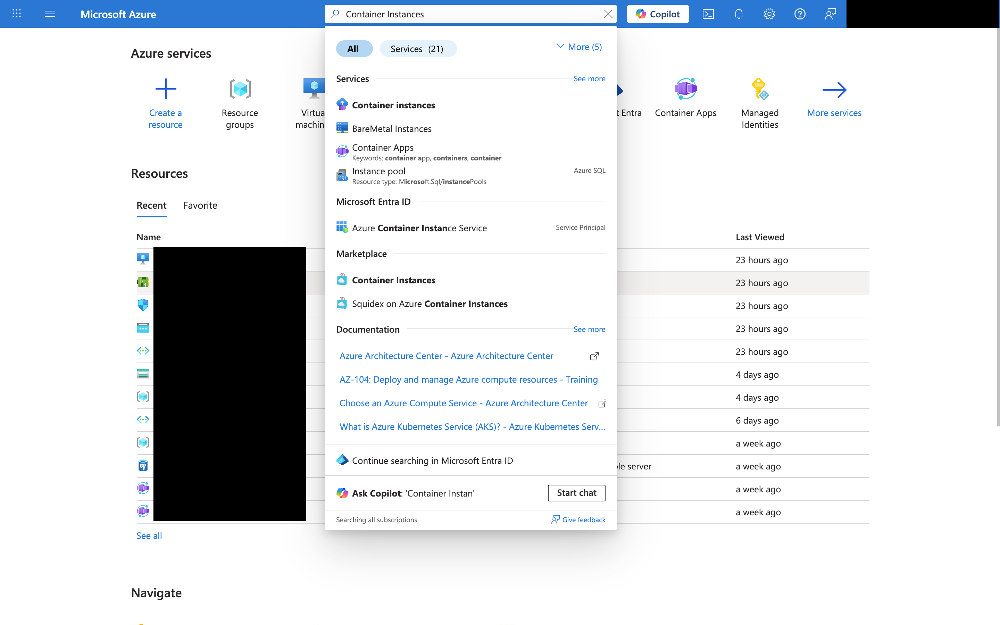 Microsoft Azure
Container Instances
Copilot
All
Services (21)
More (5)
Services
See more
Container instances
BareMetal Instances
Container Apps
Keywords: container app, containers, container
Instance pool
Azure SQL
Resource type: Microsoft.Sql/instancePools
Microsoft Entra ID
Azure Container Instance Service
Service Principal
Marketplace
Container Instances
Squidex on Azure Container Instances
Documentation
See more
Azure Architecture Center - Azure Architecture Center
AZ-104: Deploy and manage Azure compute resources - Training
Choose an Azure Compute Service - Azure Architecture Center
What is Azure Kubernetes Service (AKS)? - Azure Kubernetes Serv...
Continue searching in Microsoft Entra ID
Ask Copilot: 'Container Instan'
Start chat
Searching all subscriptions.
Give feedback
Azure services
Create a
resource
Resource
groups
Virtua
machin
t Entra
Container Apps
Managed
Identities
More services
Resources
Recent
Favorite
Name
Last Viewed
23 hours ago
23 hours ago
23 hours ago
23 hours ago
23 hours ago
4 days ago
4 days ago
6 days ago
a week ago
ble server
a week ago
a week ago
a week ago
See all
Navigate
SQL